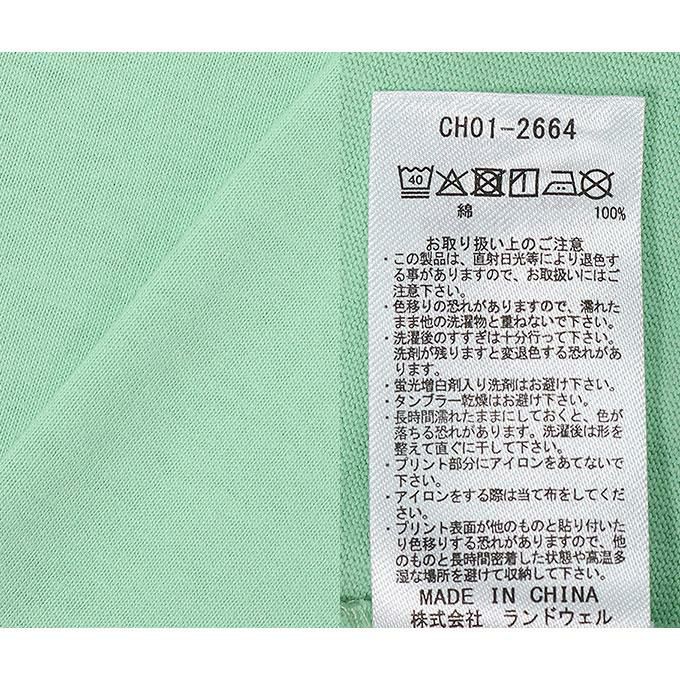 CH01-2664
40
綿 100%
お取り扱い上のご注意
・この製品は、直射日光等により退色す
る事がありますので、お取扱いにはご
注意下さい。
・色移りの恐れがありますので、濡れた
まま他の洗濯物と重ねないで下さい。
・洗濯後のすすぎは十分行って下さい。
洗剤が残りますと変退色する恐れがあ
ります。
・蛍光増白剤入り洗剤はお避け下さい。
・タンブラー乾燥はお避け下さい。
・長時間濡れたままにしておくと、色が
落ちる恐れがあります。洗濯後は形を
整えて直ぐに干して下さい。
・プリント部分にアイロンをあてないで
下さい。
・アイロンをする際は当て布をしてくだ
さい。
・プリント表面が他のものと貼り付いた
り色移りする恐れがありますので、他
のものと長時間密着した状態や高温多
湿な場所を避けて収納して下さい。
MADE IN CHINA
株式会社 ランドウェル